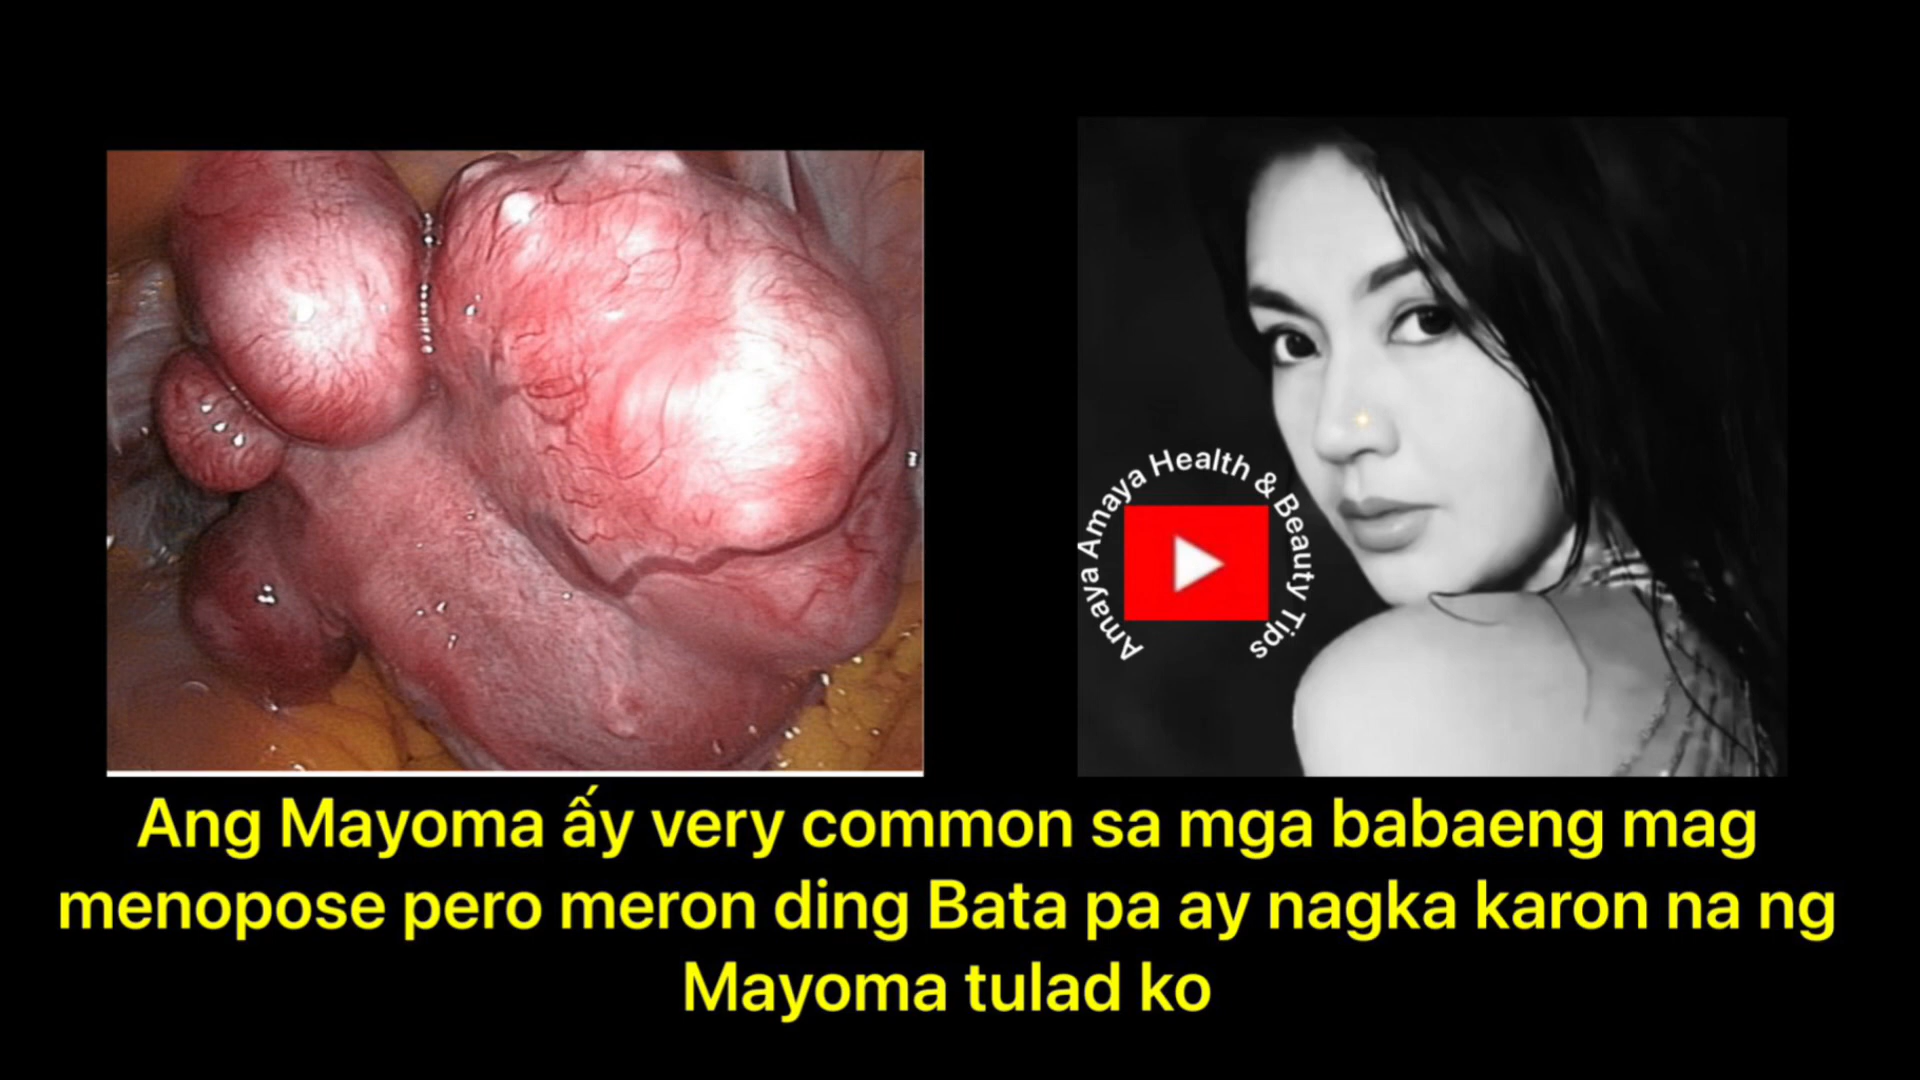 Amaya Amaya Health & Beauty Tips
Ang Mayoma ấy very common sa mga babaeng mag
menopose pero meron ding Bata pa ay nagka karon na ng
Mayoma tulad ko